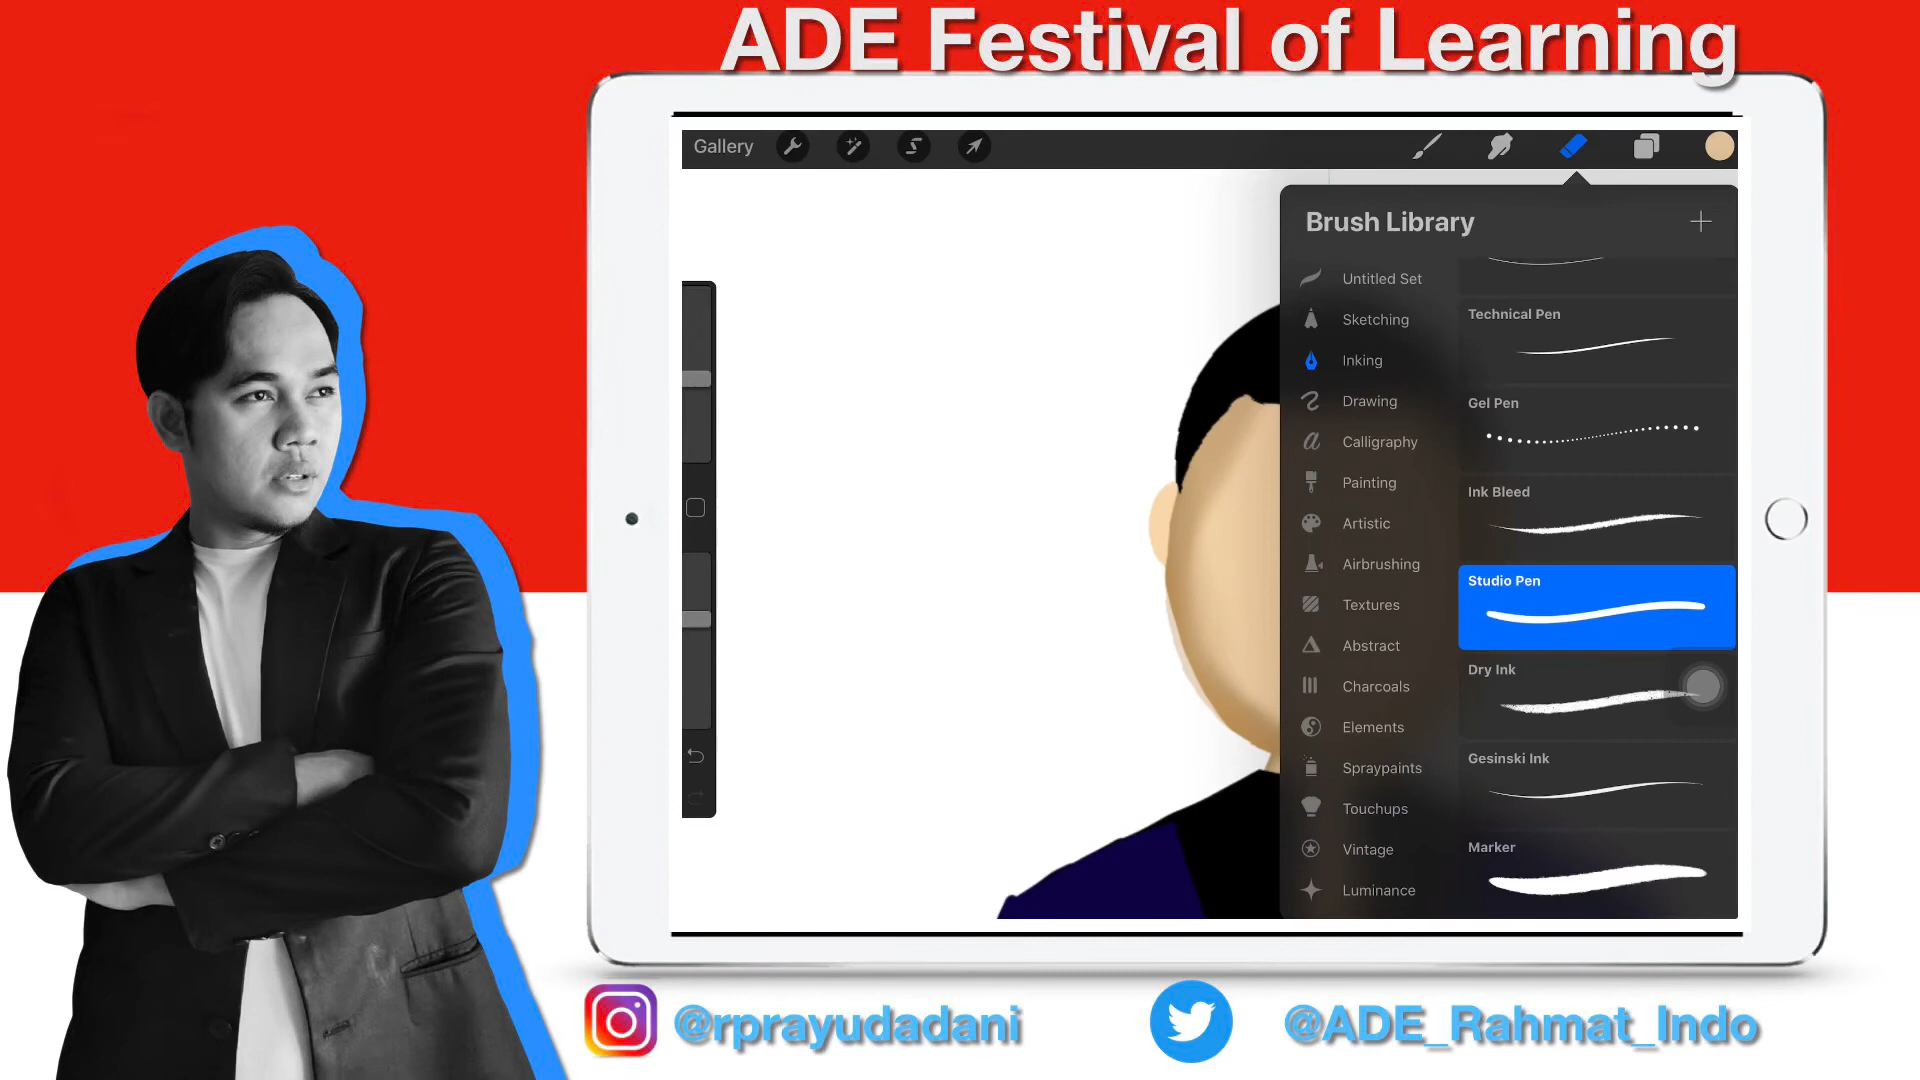 ADE Festival of Learning
Gallery
Brush Library
Untitled Set
Sketching
Inking
Drawing
Calligraphy
Painting
Artistic
Airbrushing
Textures
Abstract
Charcoals
Elements
Spraypaints
Touchups
Vintage
Luminance
Technical Pen
Gel Pen
Ink Bleed
Studio Pen
Dry Ink
Gesinski Ink
Marker
@rprayudadani
@ADE_Rahmat_Indo